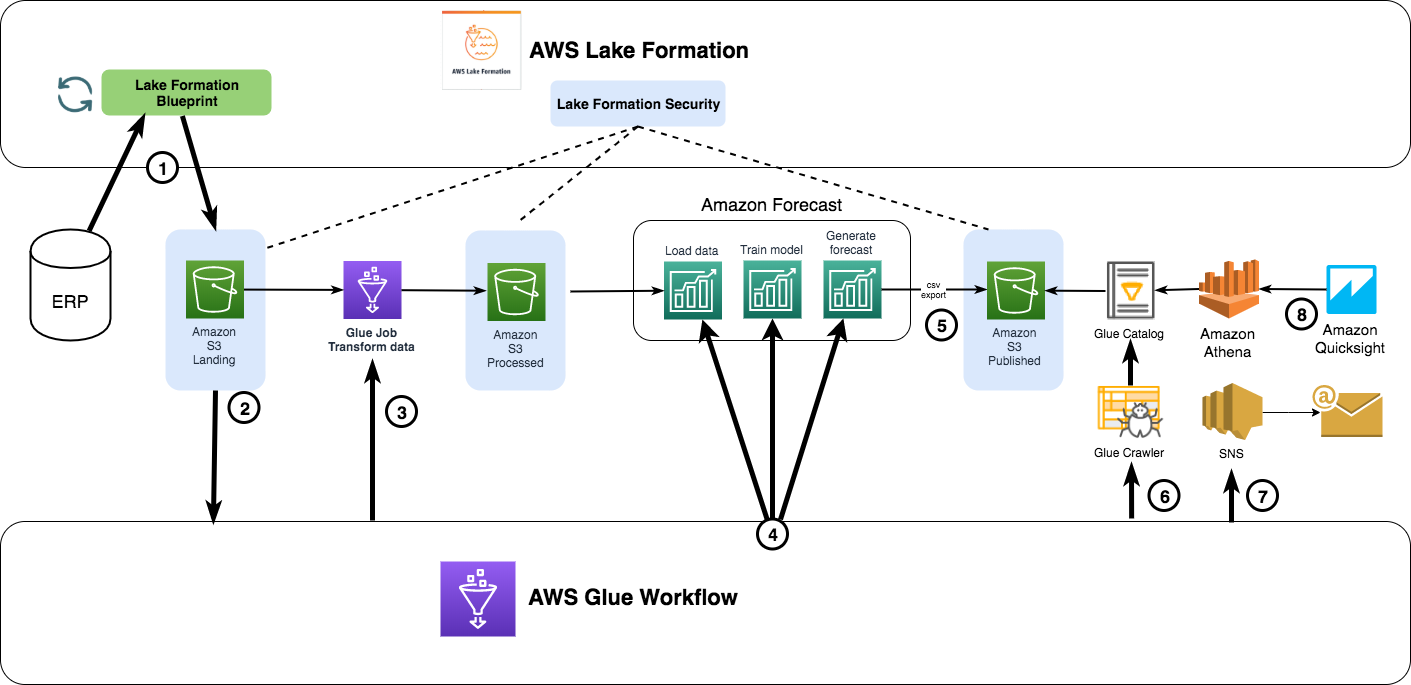 AWS Lake Formation
AWS Lake Formation
Lake Formation
Blueprint
Lake Formation Security
1
ERP
Amazon
S3
Landing
2
Glue Job
Transform data
3
Amazon
S3
Processed
Amazon Forecast
Load data
Train model
Generate
forecast
4
csv
export
5
Amazon
S3
Published
Glue Catalog
Amazon
Athena
8
Amazon
Quicksight
Glue Crawler
6
SNS
7
@
AWS Glue Workflow